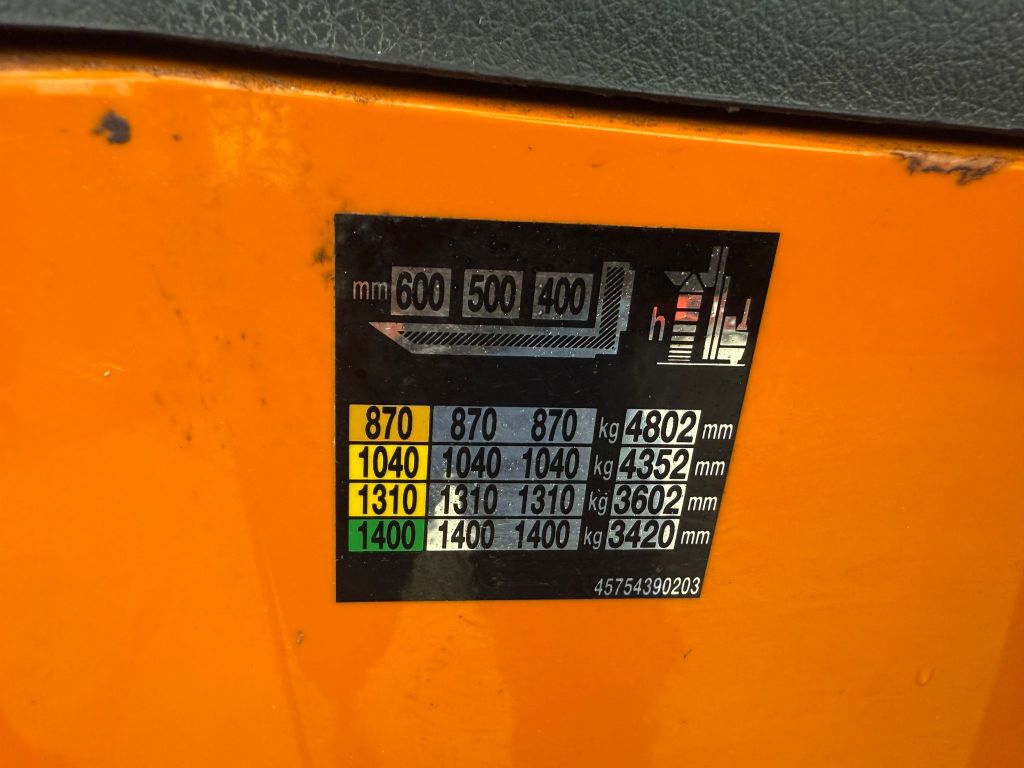 mm 600 500 400
h
870 870 870 kg 4802 mm
1040 1040 1040 kg 4352 mm
1310 1310 1310 kg 3602 mm
1400 1400 1400 kg 3420 mm
45754390203